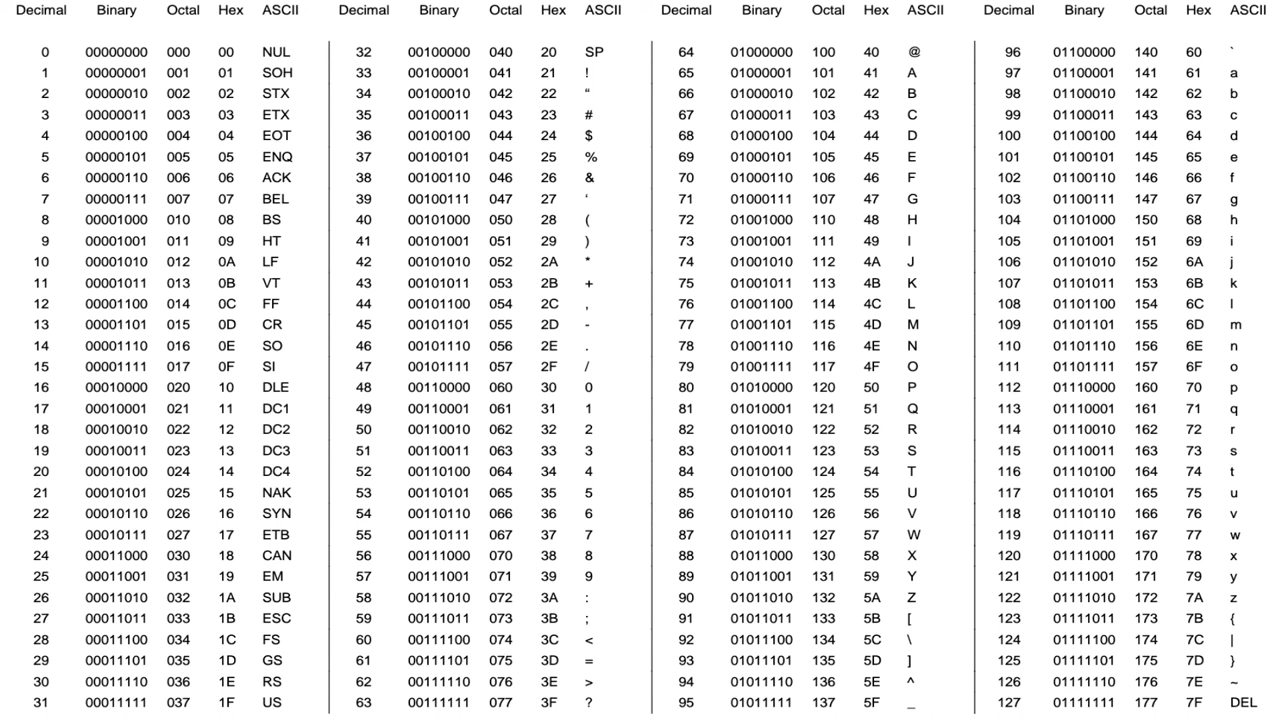 Decimal Binary Octal Hex ASCII Decimal Binary Octal Hex ASCII Decimal Binary Octal Hex ASCII Decimal Binary Octal Hex ASCII
0 00000000 000 00 NUL 32 00100000 040 20 SP 64 01000000 100 40 @ 96 01100000 140 60 `
1 00000001 001 01 SOH 33 00100001 041 21 ! 65 01000001 101 41 A 97 01100001 141 61 a
2 00000010 002 02 STX 34 00100010 042 22 “ 66 01000010 102 42 B 98 01100010 142 62 b
3 00000011 003 03 ETX 35 00100011 043 23 # 67 01000011 103 43 C 99 01100011 143 63 c
4 00000100 004 04 EOT 36 00100100 044 24 $ 68 01000100 104 44 D 100 01100100 144 64 d
5 00000101 005 05 ENQ 37 00100101 045 25 % 69 01000101 105 45 E 101 01100101 145 65 e
6 00000110 006 06 ACK 38 00100110 046 26 & 70 01000110 106 46 F 102 01100110 146 66 f
7 00000111 007 07 BEL 39 00100111 047 27 ‘ 71 01000111 107 47 G 103 01100111 147 67 g
8 00001000 010 08 BS 40 00101000 050 28 ( 72 01001000 110 48 H 104 01101000 150 68 h
9 00001001 011 09 HT 41 00101001 051 29 ) 73 01001001 111 49 I 105 01101001 151 69 i
10 00001010 012 0A LF 42 00101010 052 2A * 74 01001010 112 4A J 106 01101010 152 6A j
11 00001011 013 0B VT 43 00101011 053 2B + 75 01001011 113 4B K 107 01101011 153 6B k
12 00001100 014 0C FF 44 00101100 054 2C , 76 01001100 114 4C L 108 01101100 154 6C l
13 00001101 015 0D CR 45 00101101 055 2D - 77 01001101 115 4D M 109 01101101 155 6D m
14 00001110 016 0E SO 46 00101110 056 2E . 78 01001110 116 4E N 110 01101110 156 6E n
15 00001111 017 0F SI 47 00101111 057 2F / 79 01001111 117 4F O 111 01101111 157 6F o
16 00010000 020 10 DLE 48 00110000 060 30 0 80 01010000 120 50 P 112 01110000 160 70 p
17 00010001 021 11 DC1 49 00110001 061 31 1 81 01010001 121 51 Q 113 01110001 161 71 q
18 00010010 022 12 DC2 50 00110010 062 32 2 82 01010010 122 52 R 114 01110010 162 72 r
19 00010011 023 13 DC3 51 00110011 063 33 3 83 01010011 123 53 S 115 01110011 163 73 s
20 00010100 024 14 DC4 52 00110100 064 34 4 84 01010100 124 54 T 116 01110100 164 74 t
21 00010101 025 15 NAK 53 00110101 065 35 5 85 01010101 125 55 U 117 01110101 165 75 u
22 00010110 026 16 SYN 54 00110110 066 36 6 86 01010110 126 56 V 118 01110110 166 76 v
23 00010111 027 17 ETB 55 00110111 067 37 7 87 01010111 127 57 W 119 01110111 167 77 w
24 00011000 030 18 CAN 56 00111000 070 38 8 88 01011000 130 58 X 120 01111000 170 78 x
25 00011001 031 19 EM 57 00111001 071 39 9 89 01011001 131 59 Y 121 01111001 171 79 y
26 00011010 032 1A SUB 58 00111010 072 3A : 90 01011010 132 5A Z 122 01111010 172 7A z
27 00011011 033 1B ESC 59 00111011 073 3B ; 91 01011011 133 5B [ 123 01111011 173 7B {
28 00011100 034 1C FS 60 00111100 074 3C < 92 01011100 134 5C \ 124 01111100 174 7C |
29 00011101 035 1D GS 61 00111101 075 3D = 93 01011101 135 5D ] 125 01111101 175 7D }
30 00011110 036 1E RS 62 00111110 076 3E > 94 01011110 136 5E ^ 126 01111110 176 7E ~
31 00011111 037 1F US 63 00111111 077 3F ? 95 01011111 137 5F _ 127 01111111 177 7F DEL